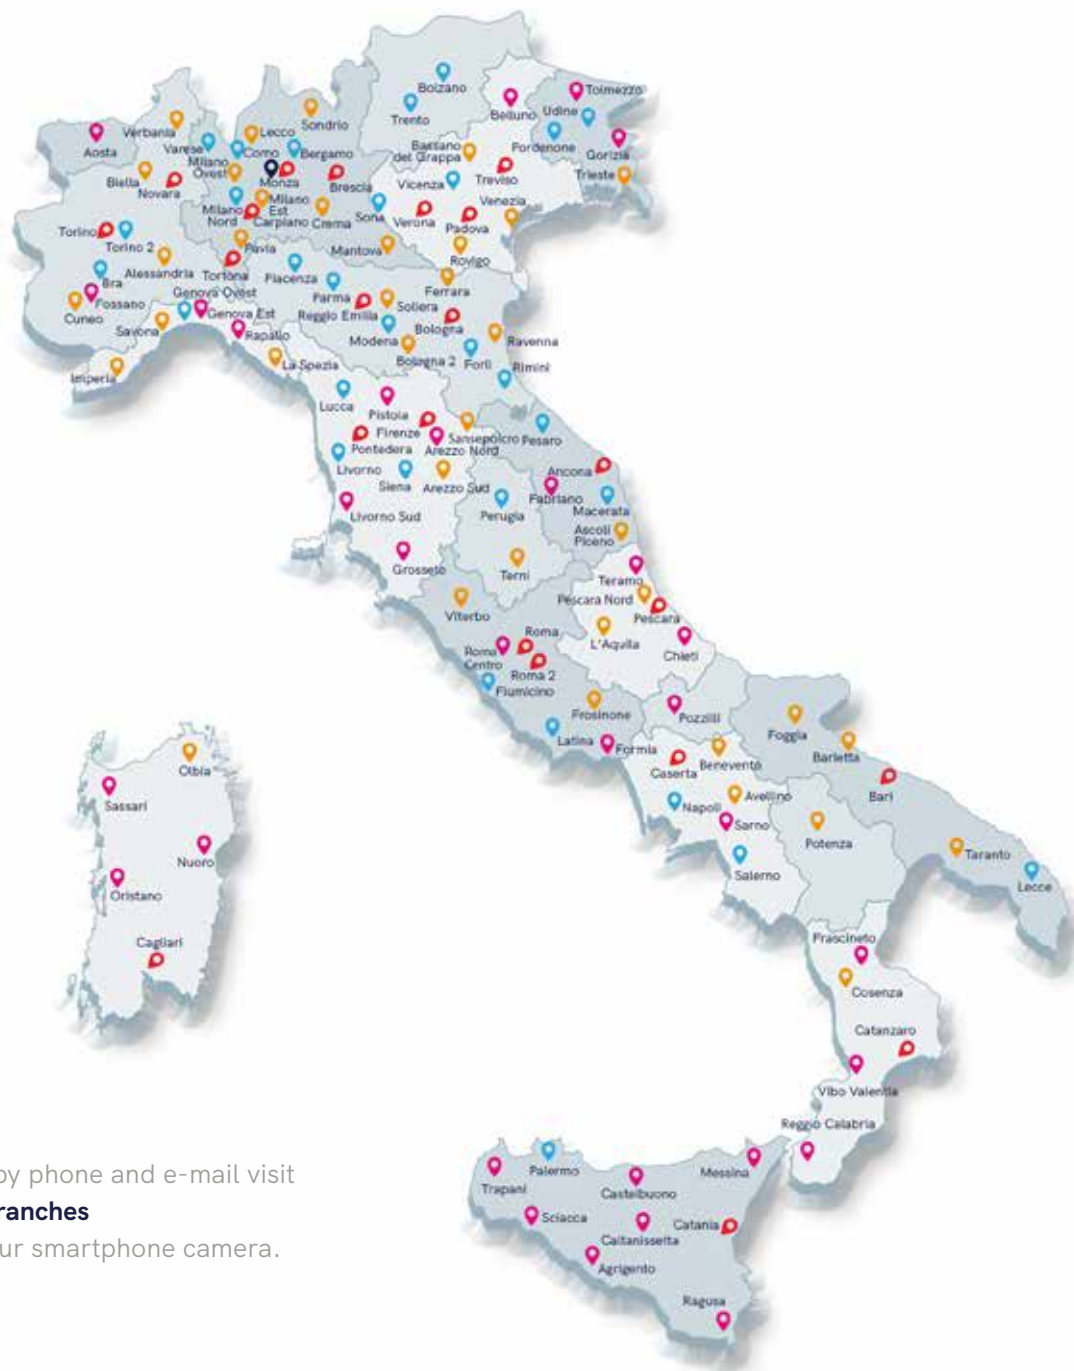 Bolzano
Trento
Belluno
Tolmezzo
Udine
Pordenone
Gorizia
Trieste
Aosta
Verbania
Varese
Lecco
Sondrio
Como
Bergamo
Bassano
del Grappa
Biella
Novara
Milano
Ovest
Monza
Brescia
Vicenza
Treviso
Venezia
Milano
Nord
Milano
Est
Carpiano
Crema
Sona
Verona
Padova
Torino
Torino 2
Pavia
Mantova
Rovigo
Bra
Alessandria
Tortona
Piacenza
Ferrara
Fossano
Cuneo
Genova Ovest
Genova Est
Parma
Reggio Emilia
Soliera
Savona
Rapallo
Modena
Bologna
Bologna 2
Ravenna
Forlì
Rimini
Imperia
La Spezia
Lucca
Pistoia
Firenze
Sansepolcro
Pesaro
Pontedera
Arezzo Nord
Livorno
Siena
Arezzo Sud
Ancona
Fabriano
Macerata
Livorno Sud
Perugia
Ascoli
Piceno
Grosseto
Terni
Teramo
Pescara Nord
Pescara
Viterbo
L'Aquila
Chieti
Roma
Roma
Centro
Roma 2
Fiumicino
Frosinone
Pozzilli
Latina
Formia
Foggia
Barletta
Bari
Caserta
Benevento
Avellino
Napoli
Sarno
Salerno
Potenza
Taranto
Lecce
Olbia
Sassari
Nuoro
Oristano
Cagliari
Frascineto
Cosenza
Catanzaro
Vibo Valentia
Reggio Calabria
Palermo
Trapani
Messina
Castelbuono
Sciacca
Caltanissetta
Catania
Agrigento
Ragusa
by phone and e-mail visit
ranches
ur smartphone camera.